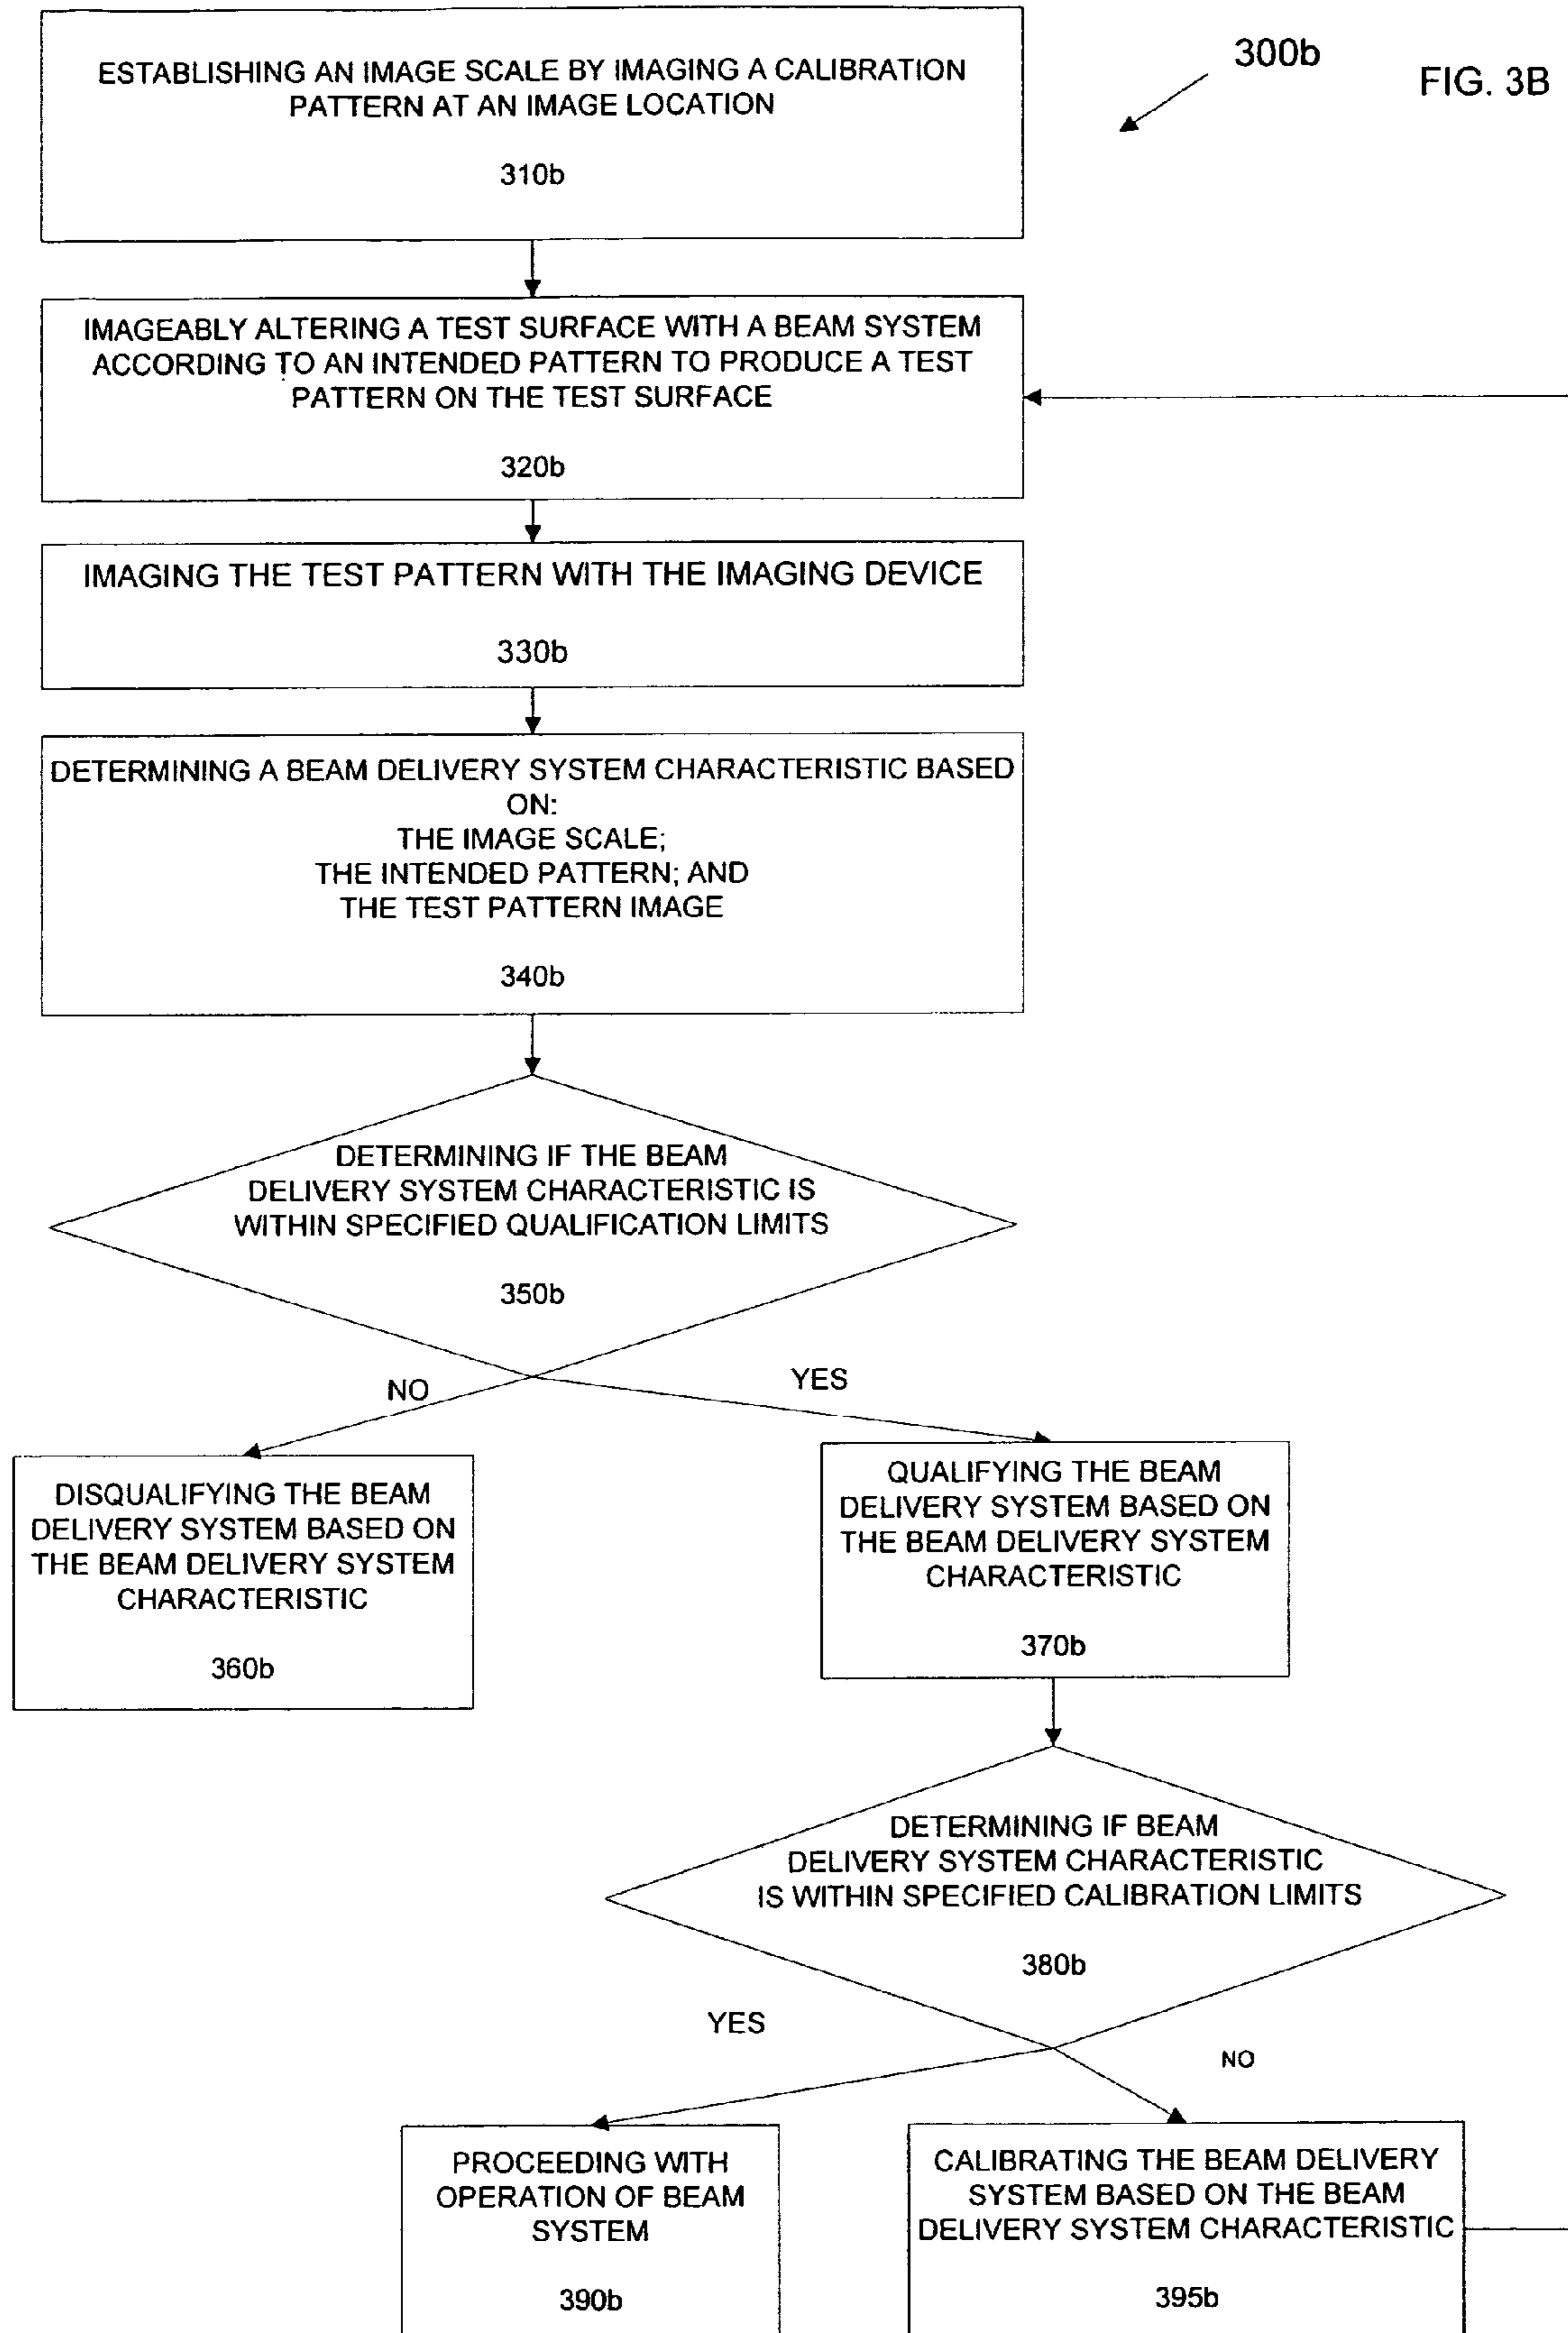 300b
FIG. 3B
ESTABLISHING AN IMAGE SCALE BY IMAGING A CALIBRATION
PATTERN AT AN IMAGE LOCATION
310b
IMAGEABLY ALTERING A TEST SURFACE WITH A BEAM SYSTEM
ACCORDING TO AN INTENDED PATTERN TO PRODUCE A TEST
PATTERN ON THE TEST SURFACE
320b
IMAGING THE TEST PATTERN WITH THE IMAGING DEVICE
330b
DETERMINING A BEAM DELIVERY SYSTEM CHARACTERISTIC BASED
ON:
THE IMAGE SCALE;
THE INTENDED PATTERN; AND
THE TEST PATTERN IMAGE
340b
DETERMINING IF THE BEAM
DELIVERY SYSTEM CHARACTERISTIC IS
WITHIN SPECIFIED QUALIFICATION LIMITS
350b
NO
YES
DISQUALIFYING THE BEAM
DELIVERY SYSTEM BASED ON
THE BEAM DELIVERY SYSTEM
CHARACTERISTIC
360b
QUALIFYING THE BEAM
DELIVERY SYSTEM BASED ON
THE BEAM DELIVERY SYSTEM
CHARACTERISTIC
370b
DETERMINING IF BEAM
DELIVERY SYSTEM CHARACTERISTIC
IS WITHIN SPECIFIED CALIBRATION LIMITS
380b
YES
NO
PROCEEDING WITH
OPERATION OF BEAM
SYSTEM
390b
CALIBRATING THE BEAM DELIVERY
SYSTEM BASED ON THE BEAM
DELIVERY SYSTEM CHARACTERISTIC
395b